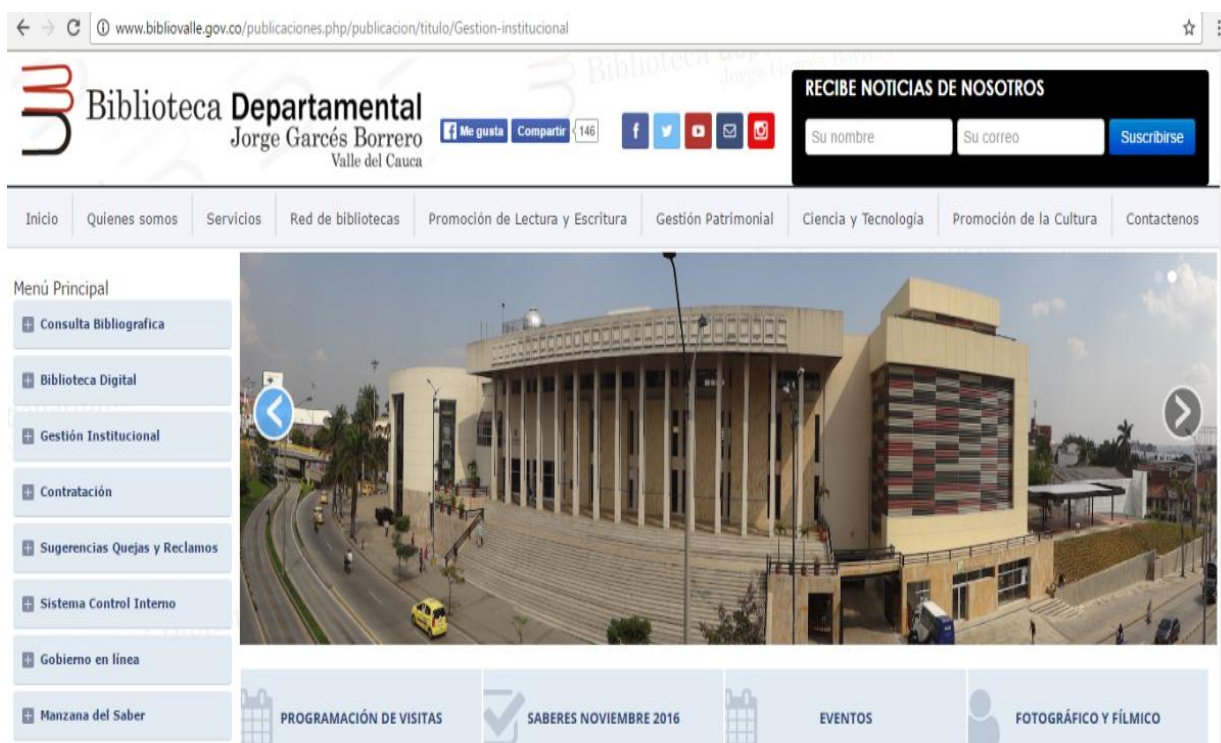 www.bibliovalle.gov.co/publicaciones.php/publicacion/titulo/Gestion-institucional
Biblioteca Departamental
Jorge Garcés Borrero
Valle del Cauca
Me gusta Compartir 146
RECIBE NOTICIAS DE NOSOTROS
Su nombre Su correo Suscribirse
Inicio Quienes somos Servicios Red de bibliotecas Promoción de Lectura y Escritura Gestión Patrimonial Ciencia y Tecnología Promoción de la Cultura Contactenos
Menú Principal
Consulta Bibliografica
Biblioteca Digital
Gestión Institucional
Contratación
Sugerencias Quejas y Reclamos
Sistema Control Interno
Gobierno en línea
Manzana del Saber
PROGRAMACIÓN DE VISITAS SABERES NOVIEMBRE 2016 EVENTOS FOTOGRÁFICO Y FÍLMICO